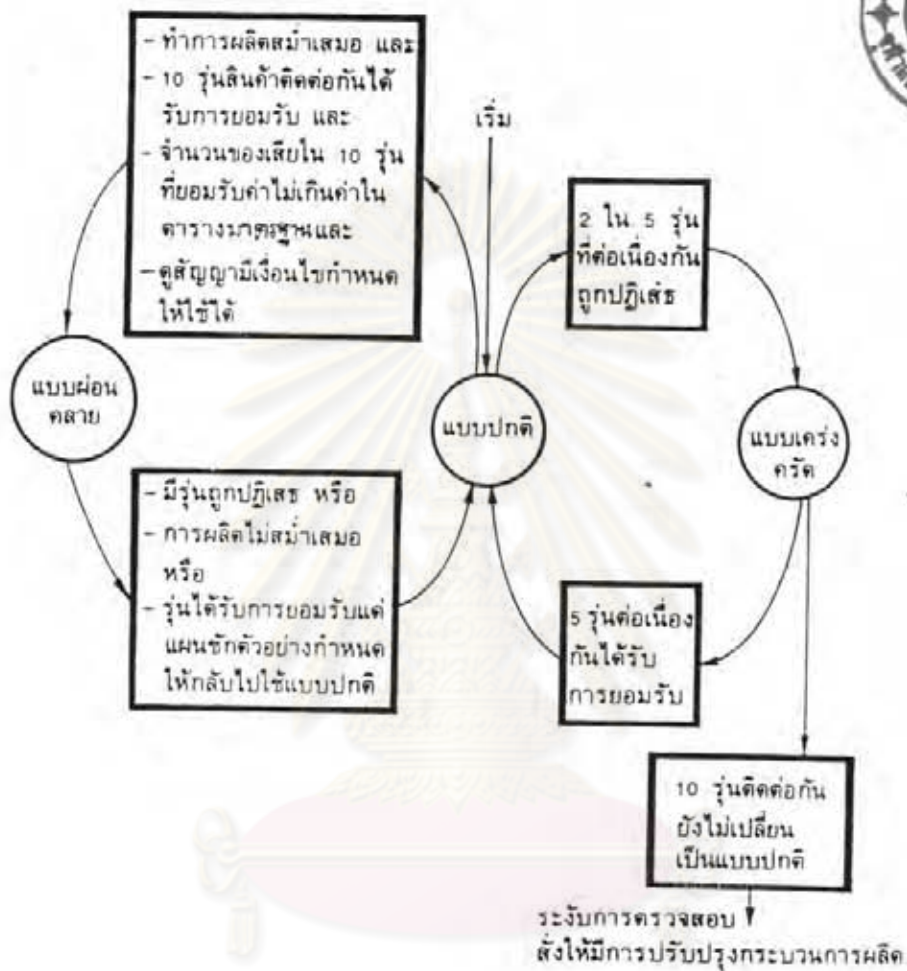 - ทำการผลิตสม่ำเสมอ และ
- 10 รุ่นสินค้าติดต่อกันได้
รับการยอมรับ และ
- จำนวนของเสียใน 10 รุ่น
ที่ยอมรับค่าไม่เกินค่าใน
ตารางมาตรฐานและ
- ดูสัญญามีเงื่อนไขกำหนด
ให้ใช้ได้
เริ่ม
2 ใน 5 รุ่น
ที่ต่อเนื่องกัน
ถูกปฏิเสธ
แบบผ่อน
คลาย
แบบปกติ
แบบเคร่ง
ครัด
- มีรุ่นถูกปฏิเสธ หรือ
- การผลิตไม่สม่ำเสมอ
หรือ
- รุ่นได้รับการยอมรับแต่
แผนชักตัวอย่างกำหนด
ให้กลับไปใช้แบบปกติ
5 รุ่นต่อเนื่อง
กันได้รับ
การยอมรับ
10 รุ่นติดต่อกัน
ยังไม่เปลี่ยน
เป็นแบบปกติ
ระงับการตรวจสอบ
สั่งให้มีการปรับปรุงกระบวนการผลิต